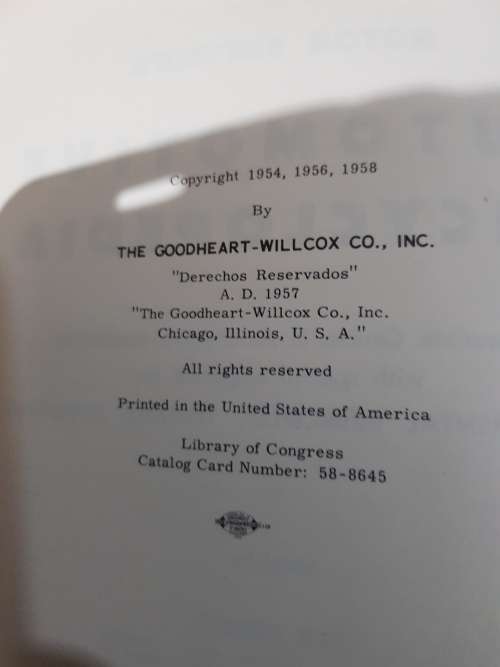 Copyright 1954, 1956, 1958
By
THE GOODHEART-WILLCOX CO., INC.
"Derechos Reservados"
A. D. 1957
"The Goodheart-Willcox Co., Inc.
Chicago, Illinois, U. S. A."
All rights reserved
Printed in the United States of America
Library of Congress
Catalog Card Number: 58-8645